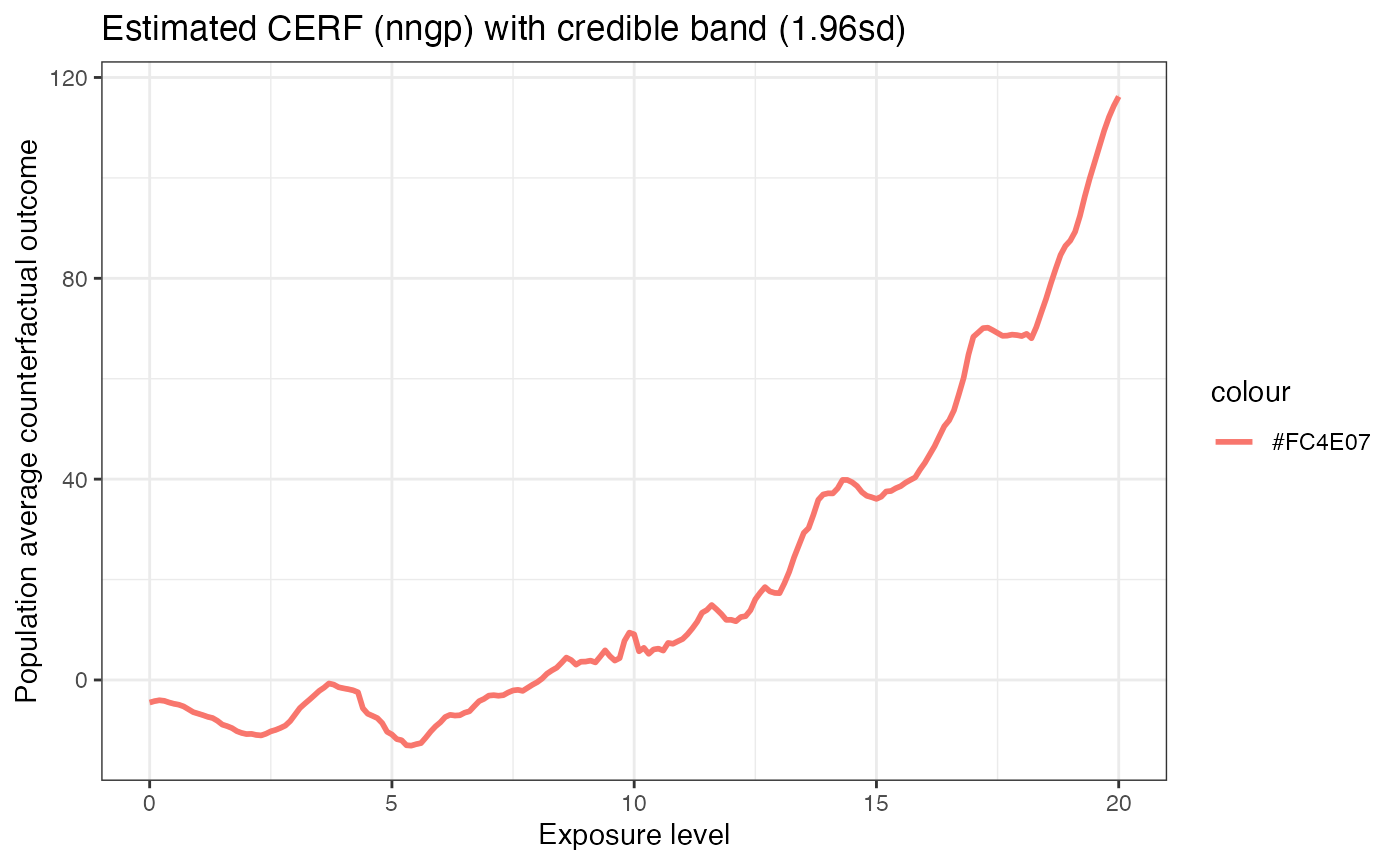 Estimated CERF (nngp) with credible band (1.96sd)
Population average counterfactual outcome
120
80
40
0
0
5
10
15
20
Exposure level
colour
#FC4E07